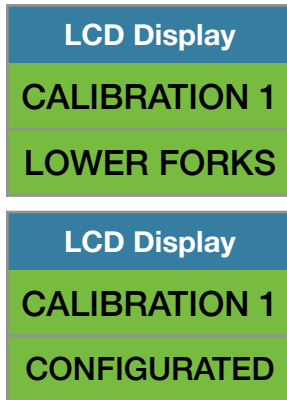 LCD Display
CALIBRATION 1
LOWER FORKS
LCD Display
CALIBRATION 1
CONFIGURATED